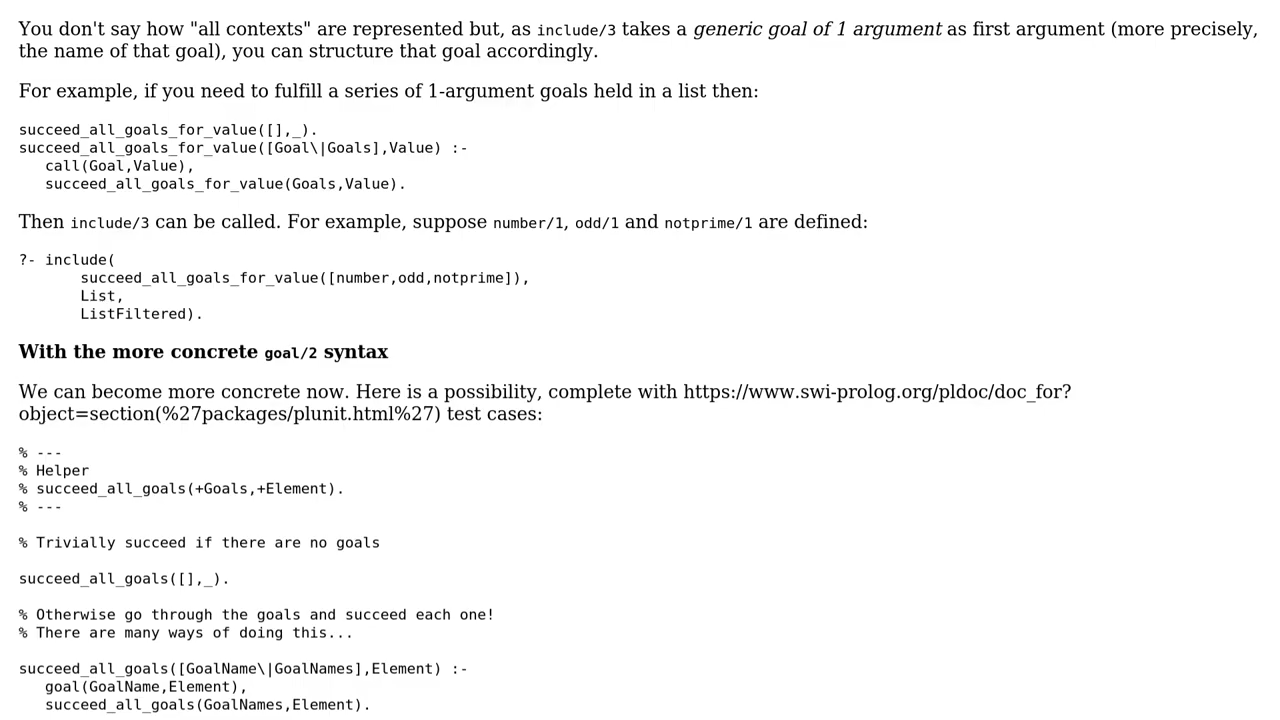 You don't say how "all contexts" are represented but, as include/3 takes a generic goal of 1 argument as first argument (more precisely,
the name of that goal), you can structure that goal accordingly.
For example, if you need to fulfill a series of 1-argument goals held in a list then:
succeed_all_goals_for_value([],_).
succeed_all_goals_for_value([Goal\|Goals],Value) :-
   call(Goal,Value),
   succeed_all_goals_for_value(Goals,Value).
Then include/3 can be called. For example, suppose number/1, odd/1 and notprime/1 are defined:
?- include(
       succeed_all_goals_for_value([number,odd,notprime]),
       List,
       ListFiltered).
With the more concrete goal/2 syntax
We can become more concrete now. Here is a possibility, complete with https://www.swi-prolog.org/pldoc/doc_for?
object=section(%27packages/plunit.html%27) test cases:
% ---
% Helper
% succeed_all_goals(+Goals,+Element).
% ---
% Trivially succeed if there are no goals
succeed_all_goals([],_).
% Otherwise go through the goals and succeed each one!
% There are many ways of doing this...
succeed_all_goals([GoalName\|GoalNames],Element) :-
   goal(GoalName,Element),
   succeed_all_goals(GoalNames,Element).